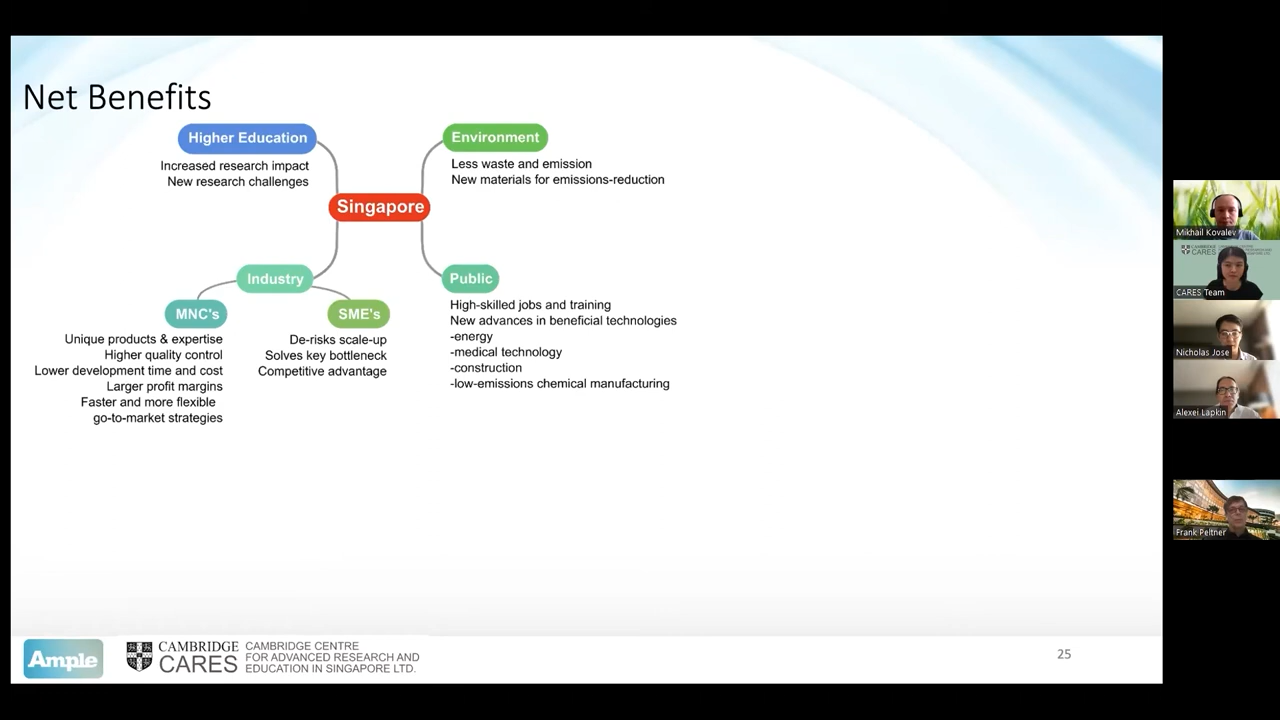 Net Benefits
Higher Education
Increased research impact
New research challenges
Environment
Less waste and emission
New materials for emissions-reduction
Singapore
Industry
MNC's
Unique products & expertise
Higher quality control
Lower development time and cost
Larger profit margins
Faster and more flexible
go-to-market strategies
SME's
De-risks scale-up
Solves key bottleneck
Competitive advantage
Public
High-skilled jobs and training
New advances in beneficial technologies
-energy
-medical technology
-construction
-low-emissions chemical manufacturing
Ample
CAMBRIDGE
CARES
CAMBRIDGE CENTRE
FOR ADVANCED RESEARCH AND
EDUCATION IN SINGAPORE LTD.
25
Mikhail Kovalev
CAMBRIDGE
CARES
CARES Team
Nicholas Jose
Alexei Lapkin
Frank Peitner